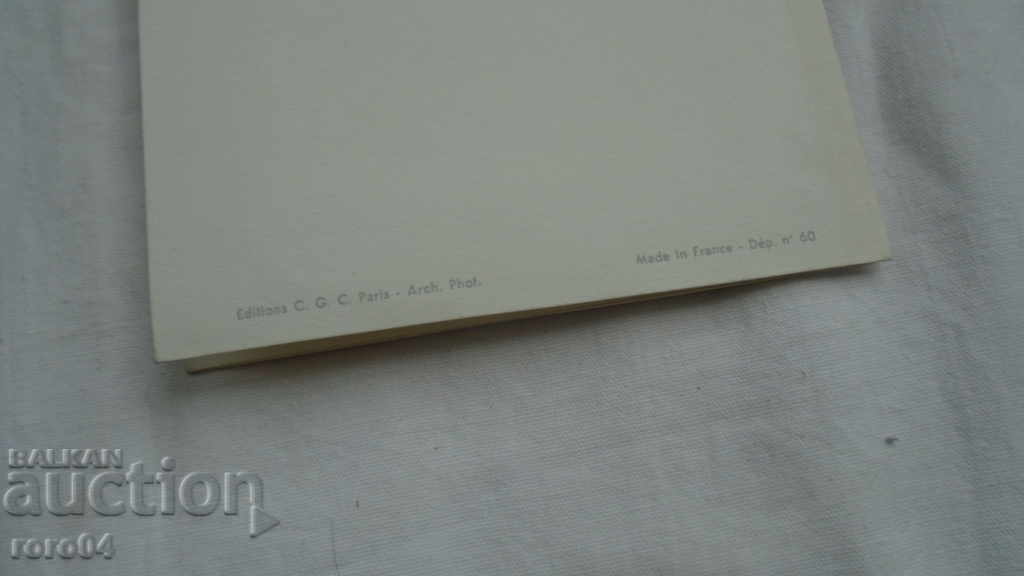 Editions C. G. C. Paris - Arch. Phot.
Made in France - Dép. n° 60
BALKAN
auction
roro04